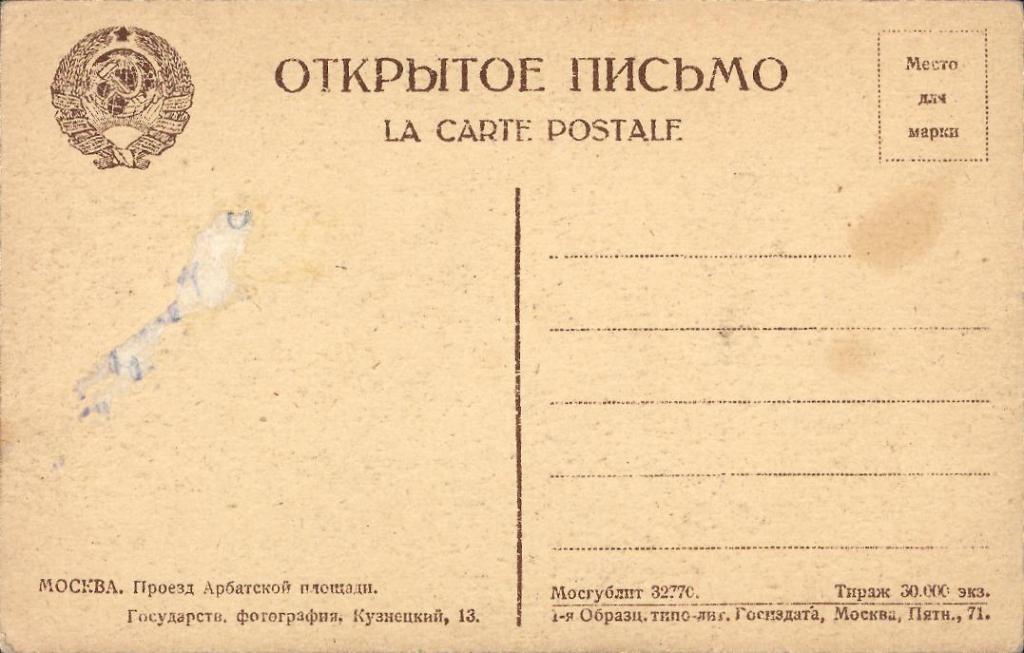 ОТКРЫТОЕ ПИСЬМО
LA CARTE POSTALE
Место
для
марки
МОСКВА. Проезд Арбатской площади.
Государств. фотография, Кузнецкий, 13.
Мосгублит 32770. Тираж 30.000 экз.
1-я Образц. типо-лит. Госиздата, Москва, Пятн., 71.